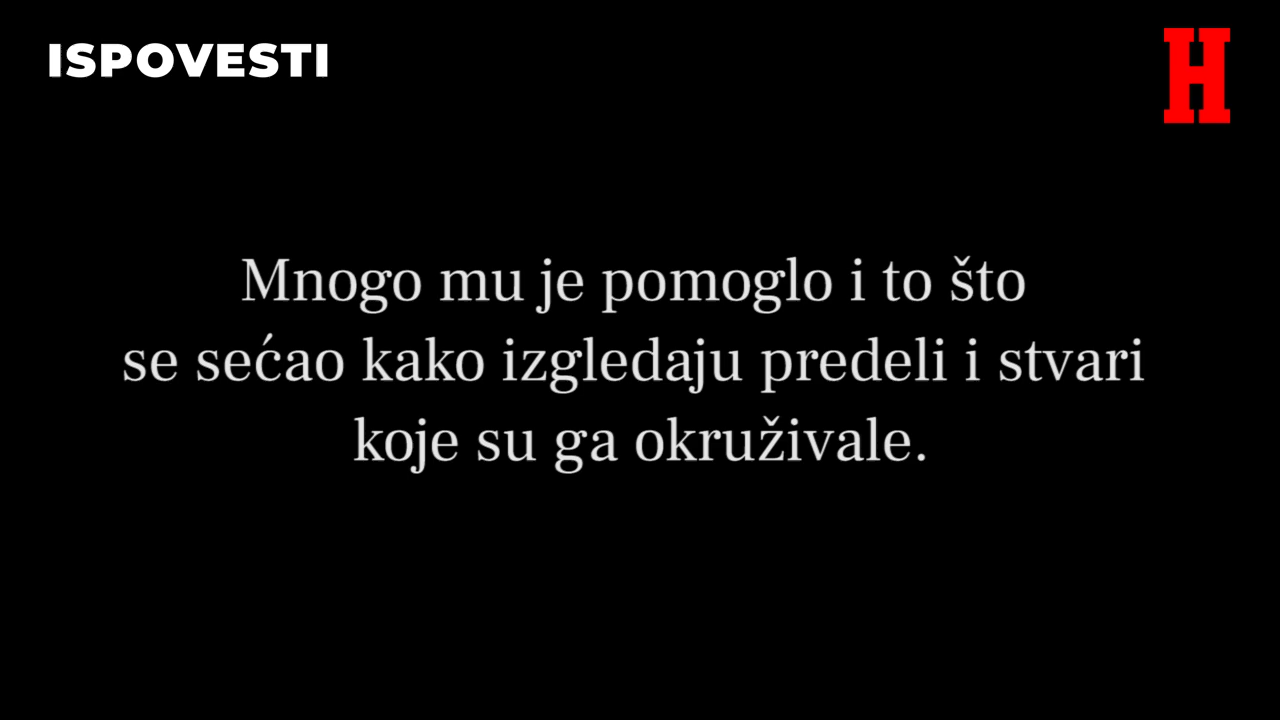 ISPOVESTI
H
Mnogo mu je pomoglo i to što
se sećao kako izgledaju predeli i stvari
koje su ga okruživale.